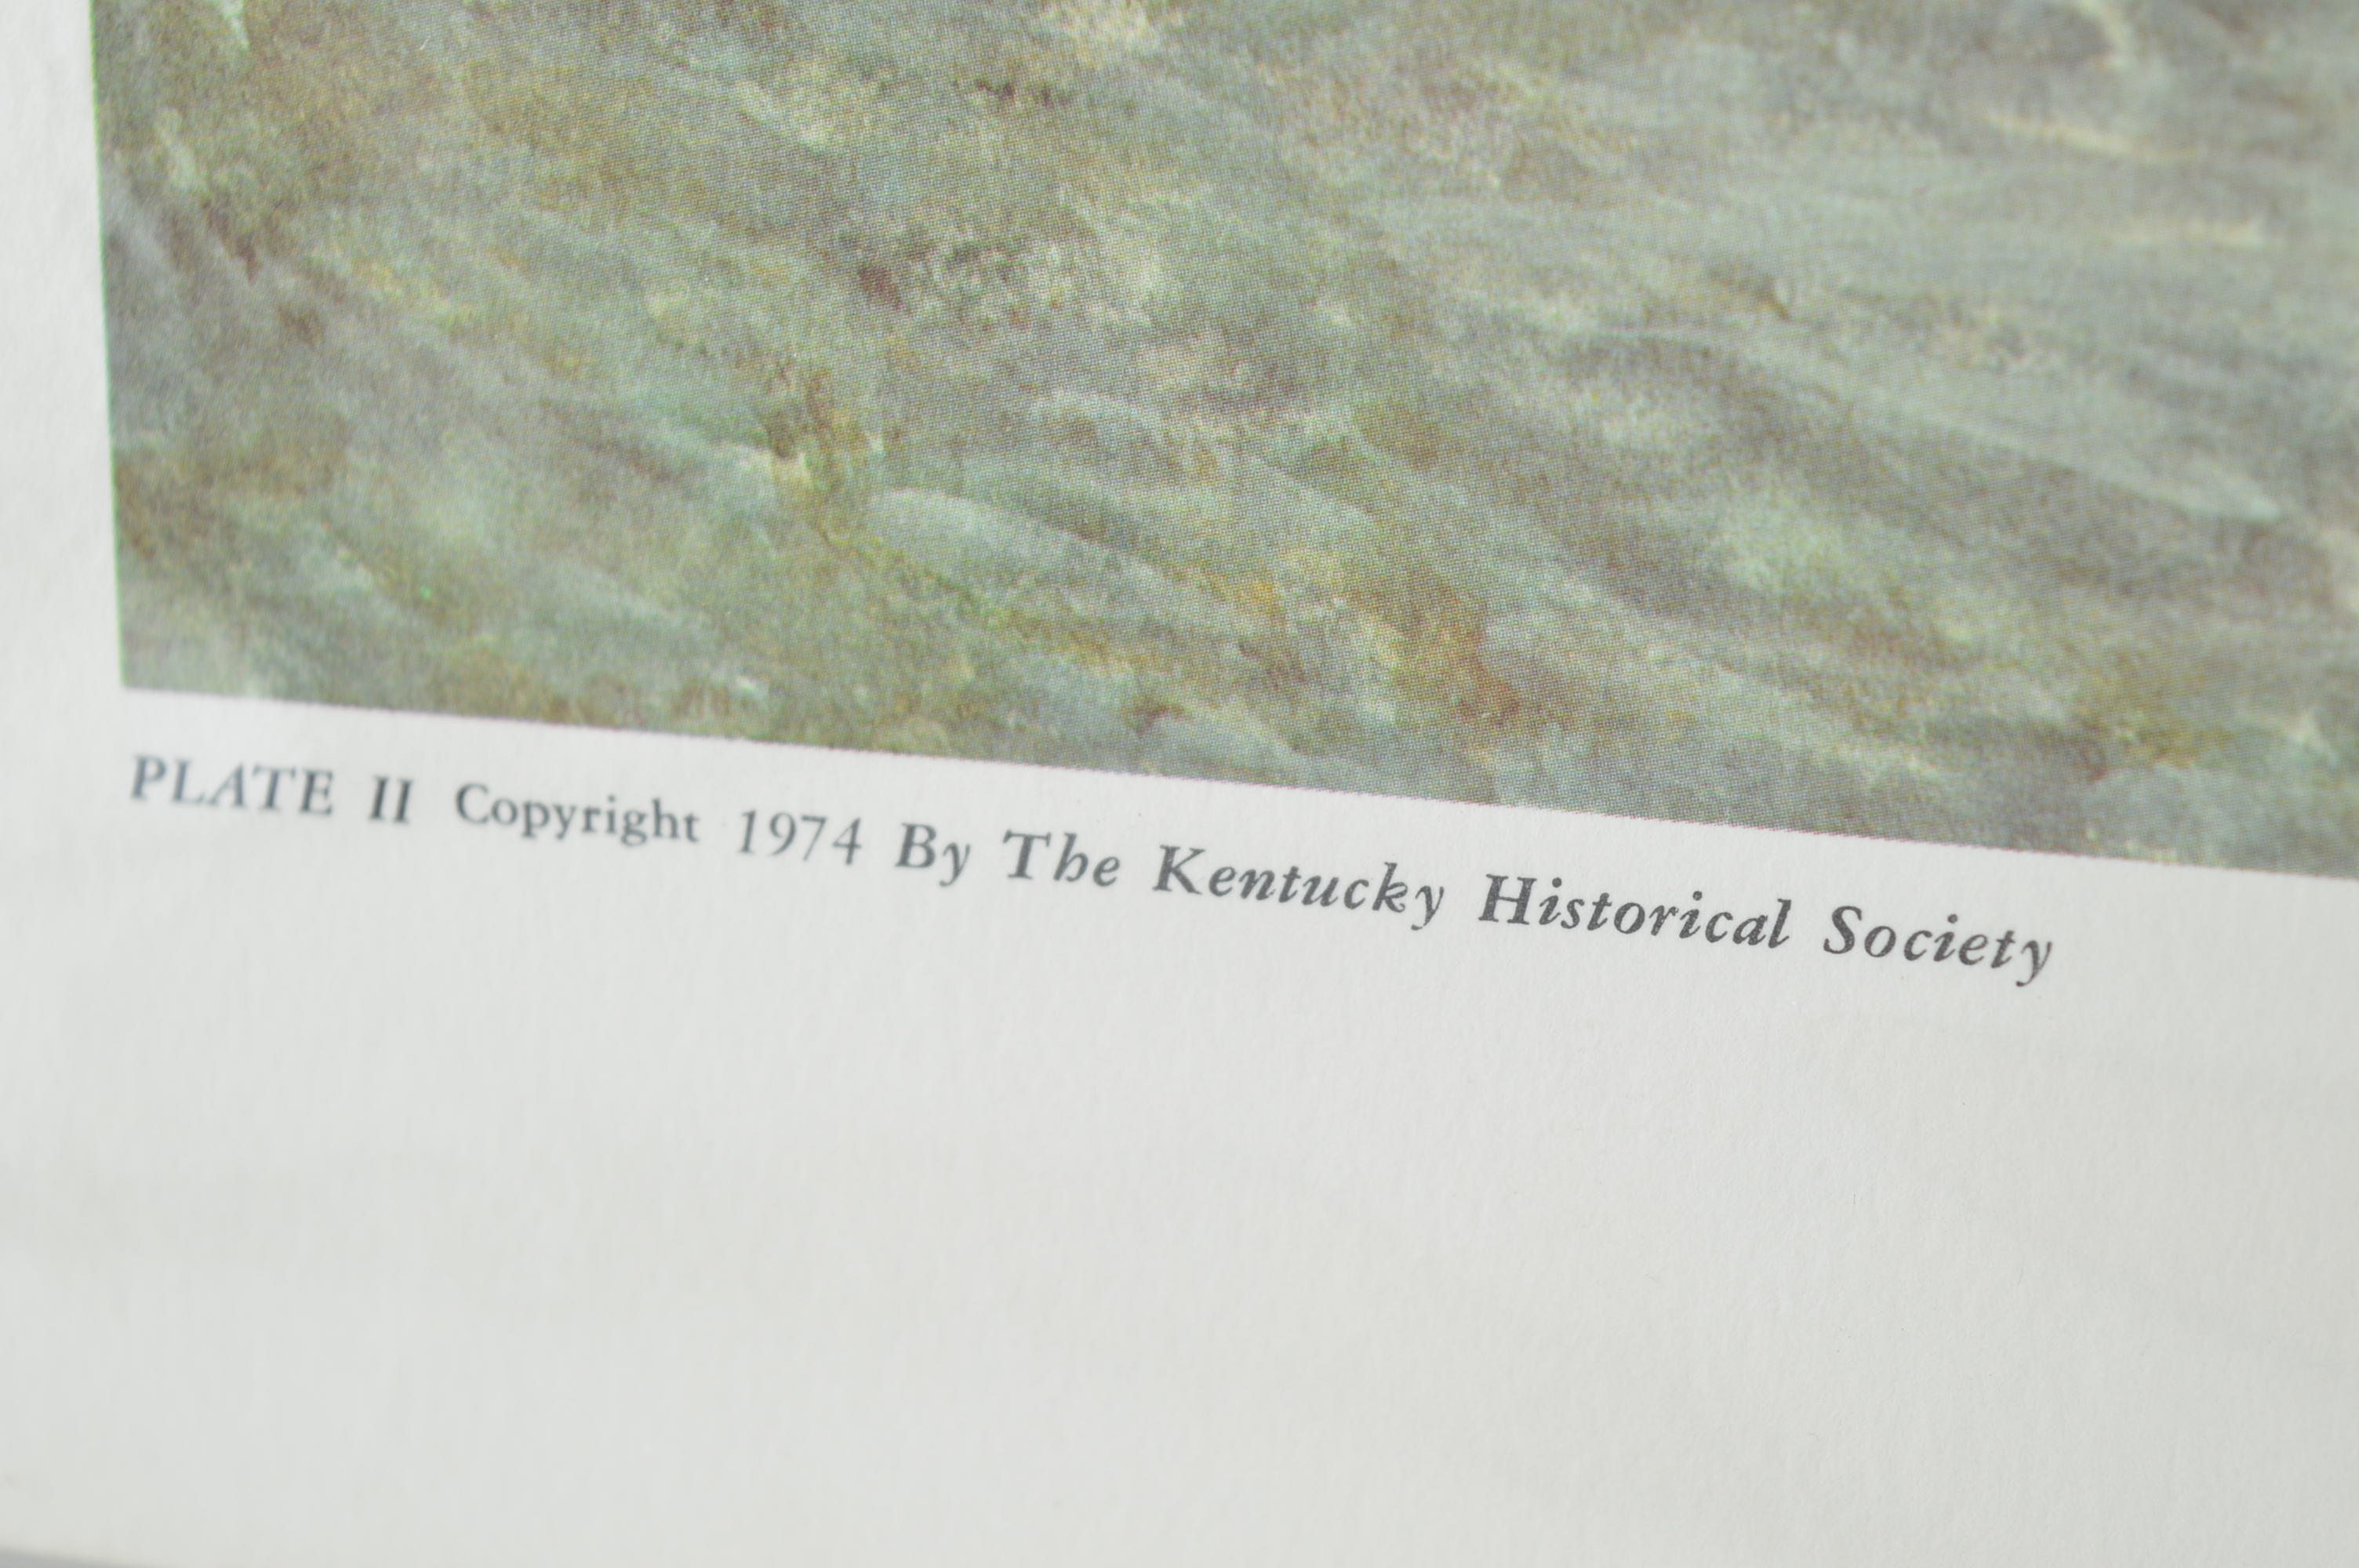 PLATE II Copyright 1974 By The Kentucky Historical Society